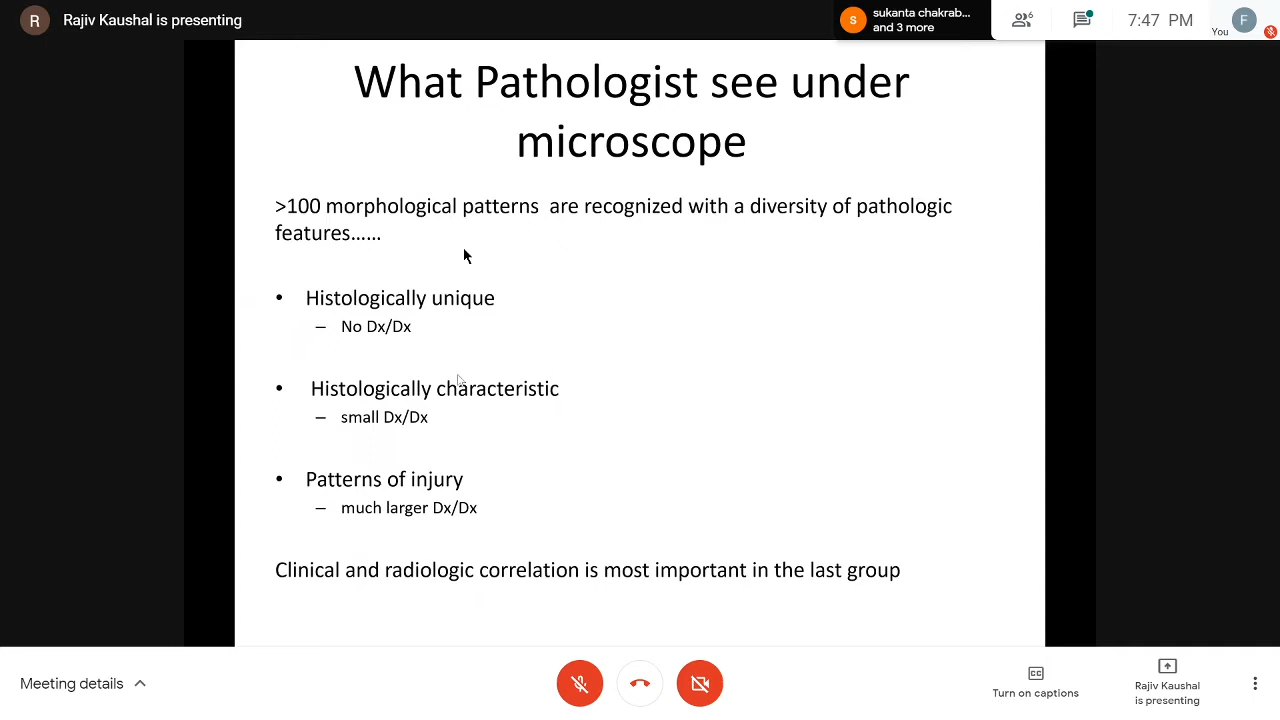 R
Rajiv Kaushal is presenting
S
sukanta chakrab...
and 3 more
6
7:47 PM
You
F
What Pathologist see under
microscope
>100 morphological patterns are recognized with a diversity of pathologic
features......
• Histologically unique
– No Dx/Dx
• Histologically characteristic
– small Dx/Dx
• Patterns of injury
– much larger Dx/Dx
Clinical and radiologic correlation is most important in the last group
Meeting details
CC
Turn on captions
Rajiv Kaushal
is presenting